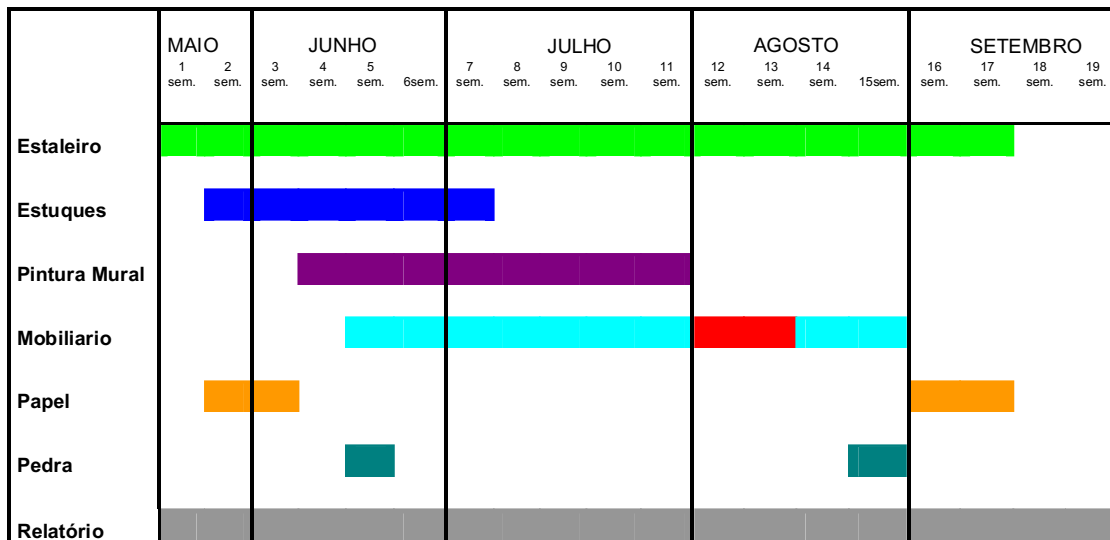 MAIO JUNHO JULHO AGOSTO SETEMBRO
1 2 3 4 5 7 8 9 10 11 12 13 14 16 17 18 19
sem. sem. sem. sem. sem. 6sem. sem. sem. sem. sem. sem. sem. sem. sem. 15sem. sem. sem. sem. sem.
Estaleiro
Estuques
Pintura Mural
Mobiliario
Papel
Pedra
Relatório